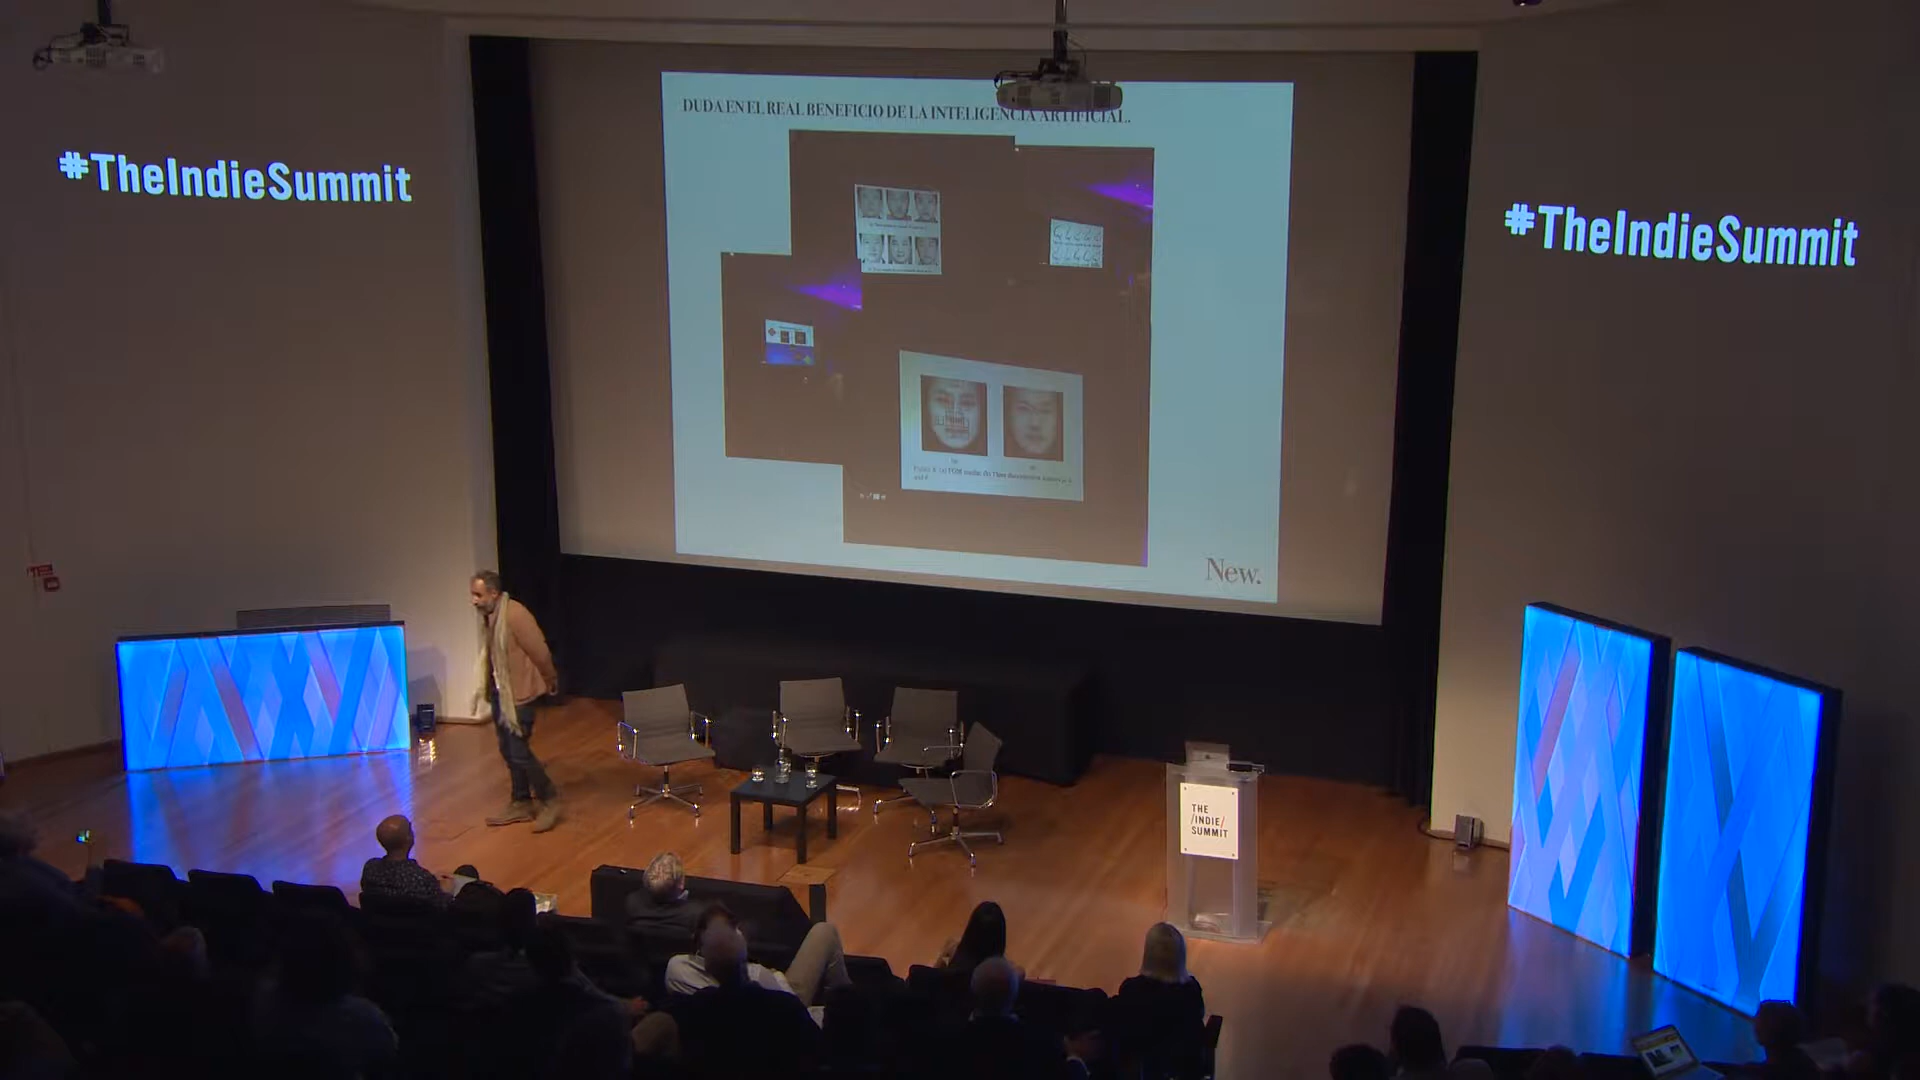 DUDA EN EL REAL BENEFICIO DE LA INTELIGENCIA ARTIFICIAL.
#TheIndieSummit
#TheIndieSummit
New.
THE
/INDIE/
SUMMIT